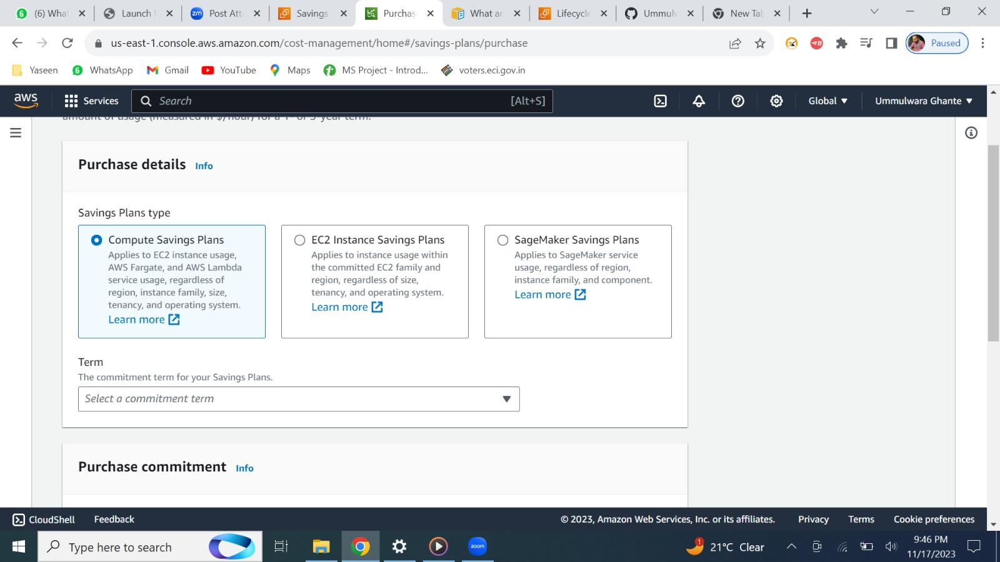 (6) What
Launch
Post Atte
Savings
Purchas
What ar
Lifecycle
Ummulw
New Tab
us-east-1.console.aws.amazon.com/cost-management/home#/savings-plans/purchase
Paused
Yaseen
WhatsApp
Gmail
YouTube
Maps
MS Project - Introd...
voters.eci.gov.in
aws
Services
Search
[Alt+S]
Global
Ummulwara Ghante
amount of usage (measured in $/hour) for a 1- or 3-year term.
Purchase details Info
Savings Plans type
Compute Savings Plans
Applies to EC2 instance usage,
AWS Fargate, and AWS Lambda
service usage, regardless of
region, instance family, size,
tenancy, and operating system.
Learn more
EC2 Instance Savings Plans
Applies to instance usage within
the committed EC2 family and
region, regardless of size,
tenancy, and operating system.
Learn more
SageMaker Savings Plans
Applies to SageMaker service
usage, regardless of region,
instance family, and component.
Learn more
Term
The commitment term for your Savings Plans.
Select a commitment term
Purchase commitment Info
CloudShell
Feedback
© 2023, Amazon Web Services, Inc. or its affiliates.
Privacy
Terms
Cookie preferences
Type here to search
zoom
1
21°C Clear
9:46 PM
11/17/2023